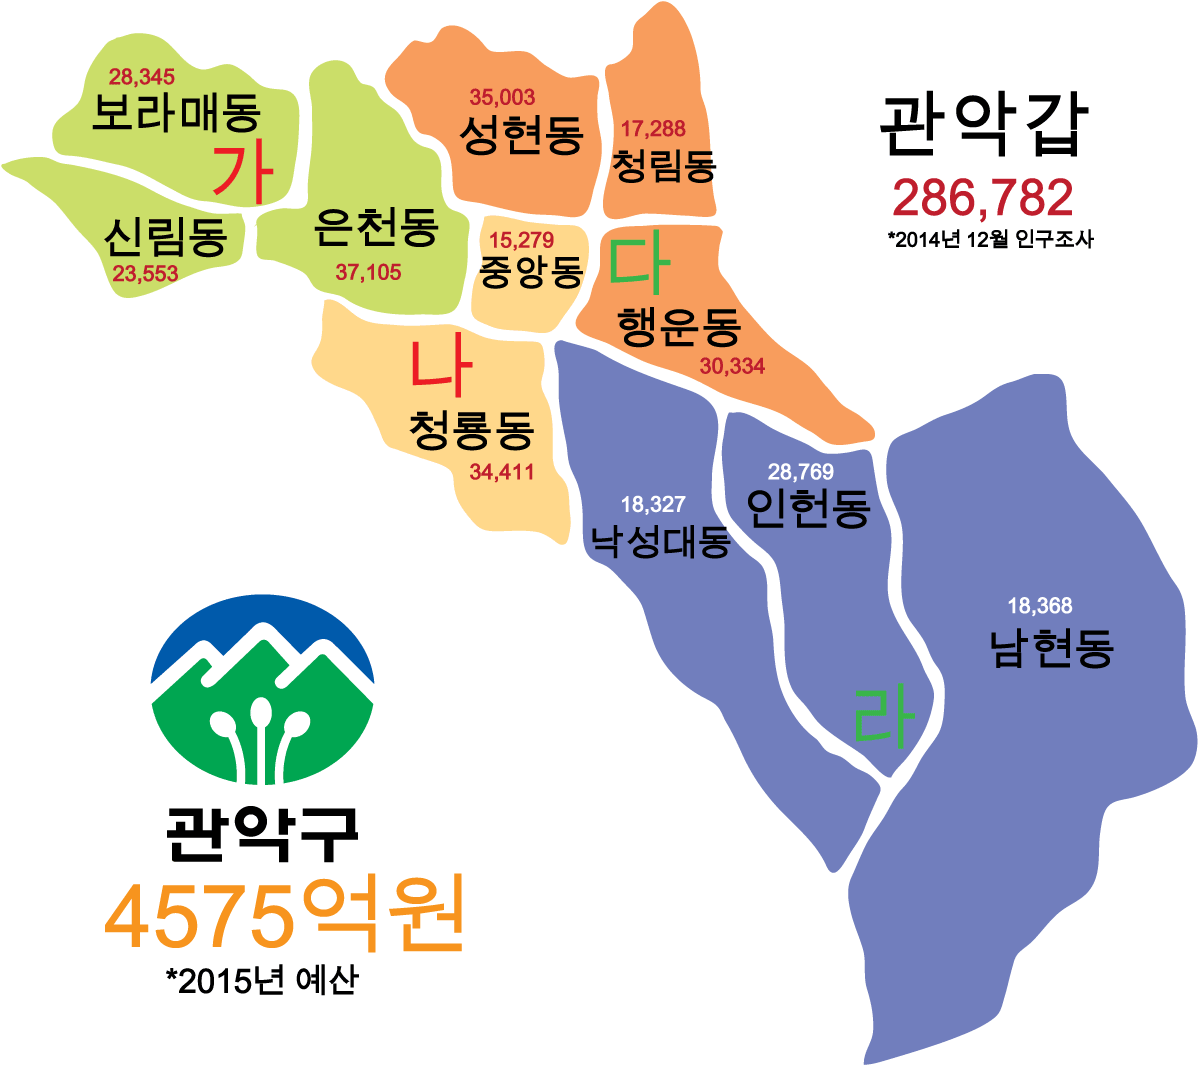 28,345
보라매동
가
신림동
23,553
은천동
37,105
35,003
성현동
17,288
청림동
15,279
중앙동
다
행운동
30,334
나
청룡동
34,411
18,327
낙성대동
28,769
인헌동
라
18,368
남현동
관악갑
286,782
*2014년 12월 인구조사
관악구
4575억원
*2015년 예산